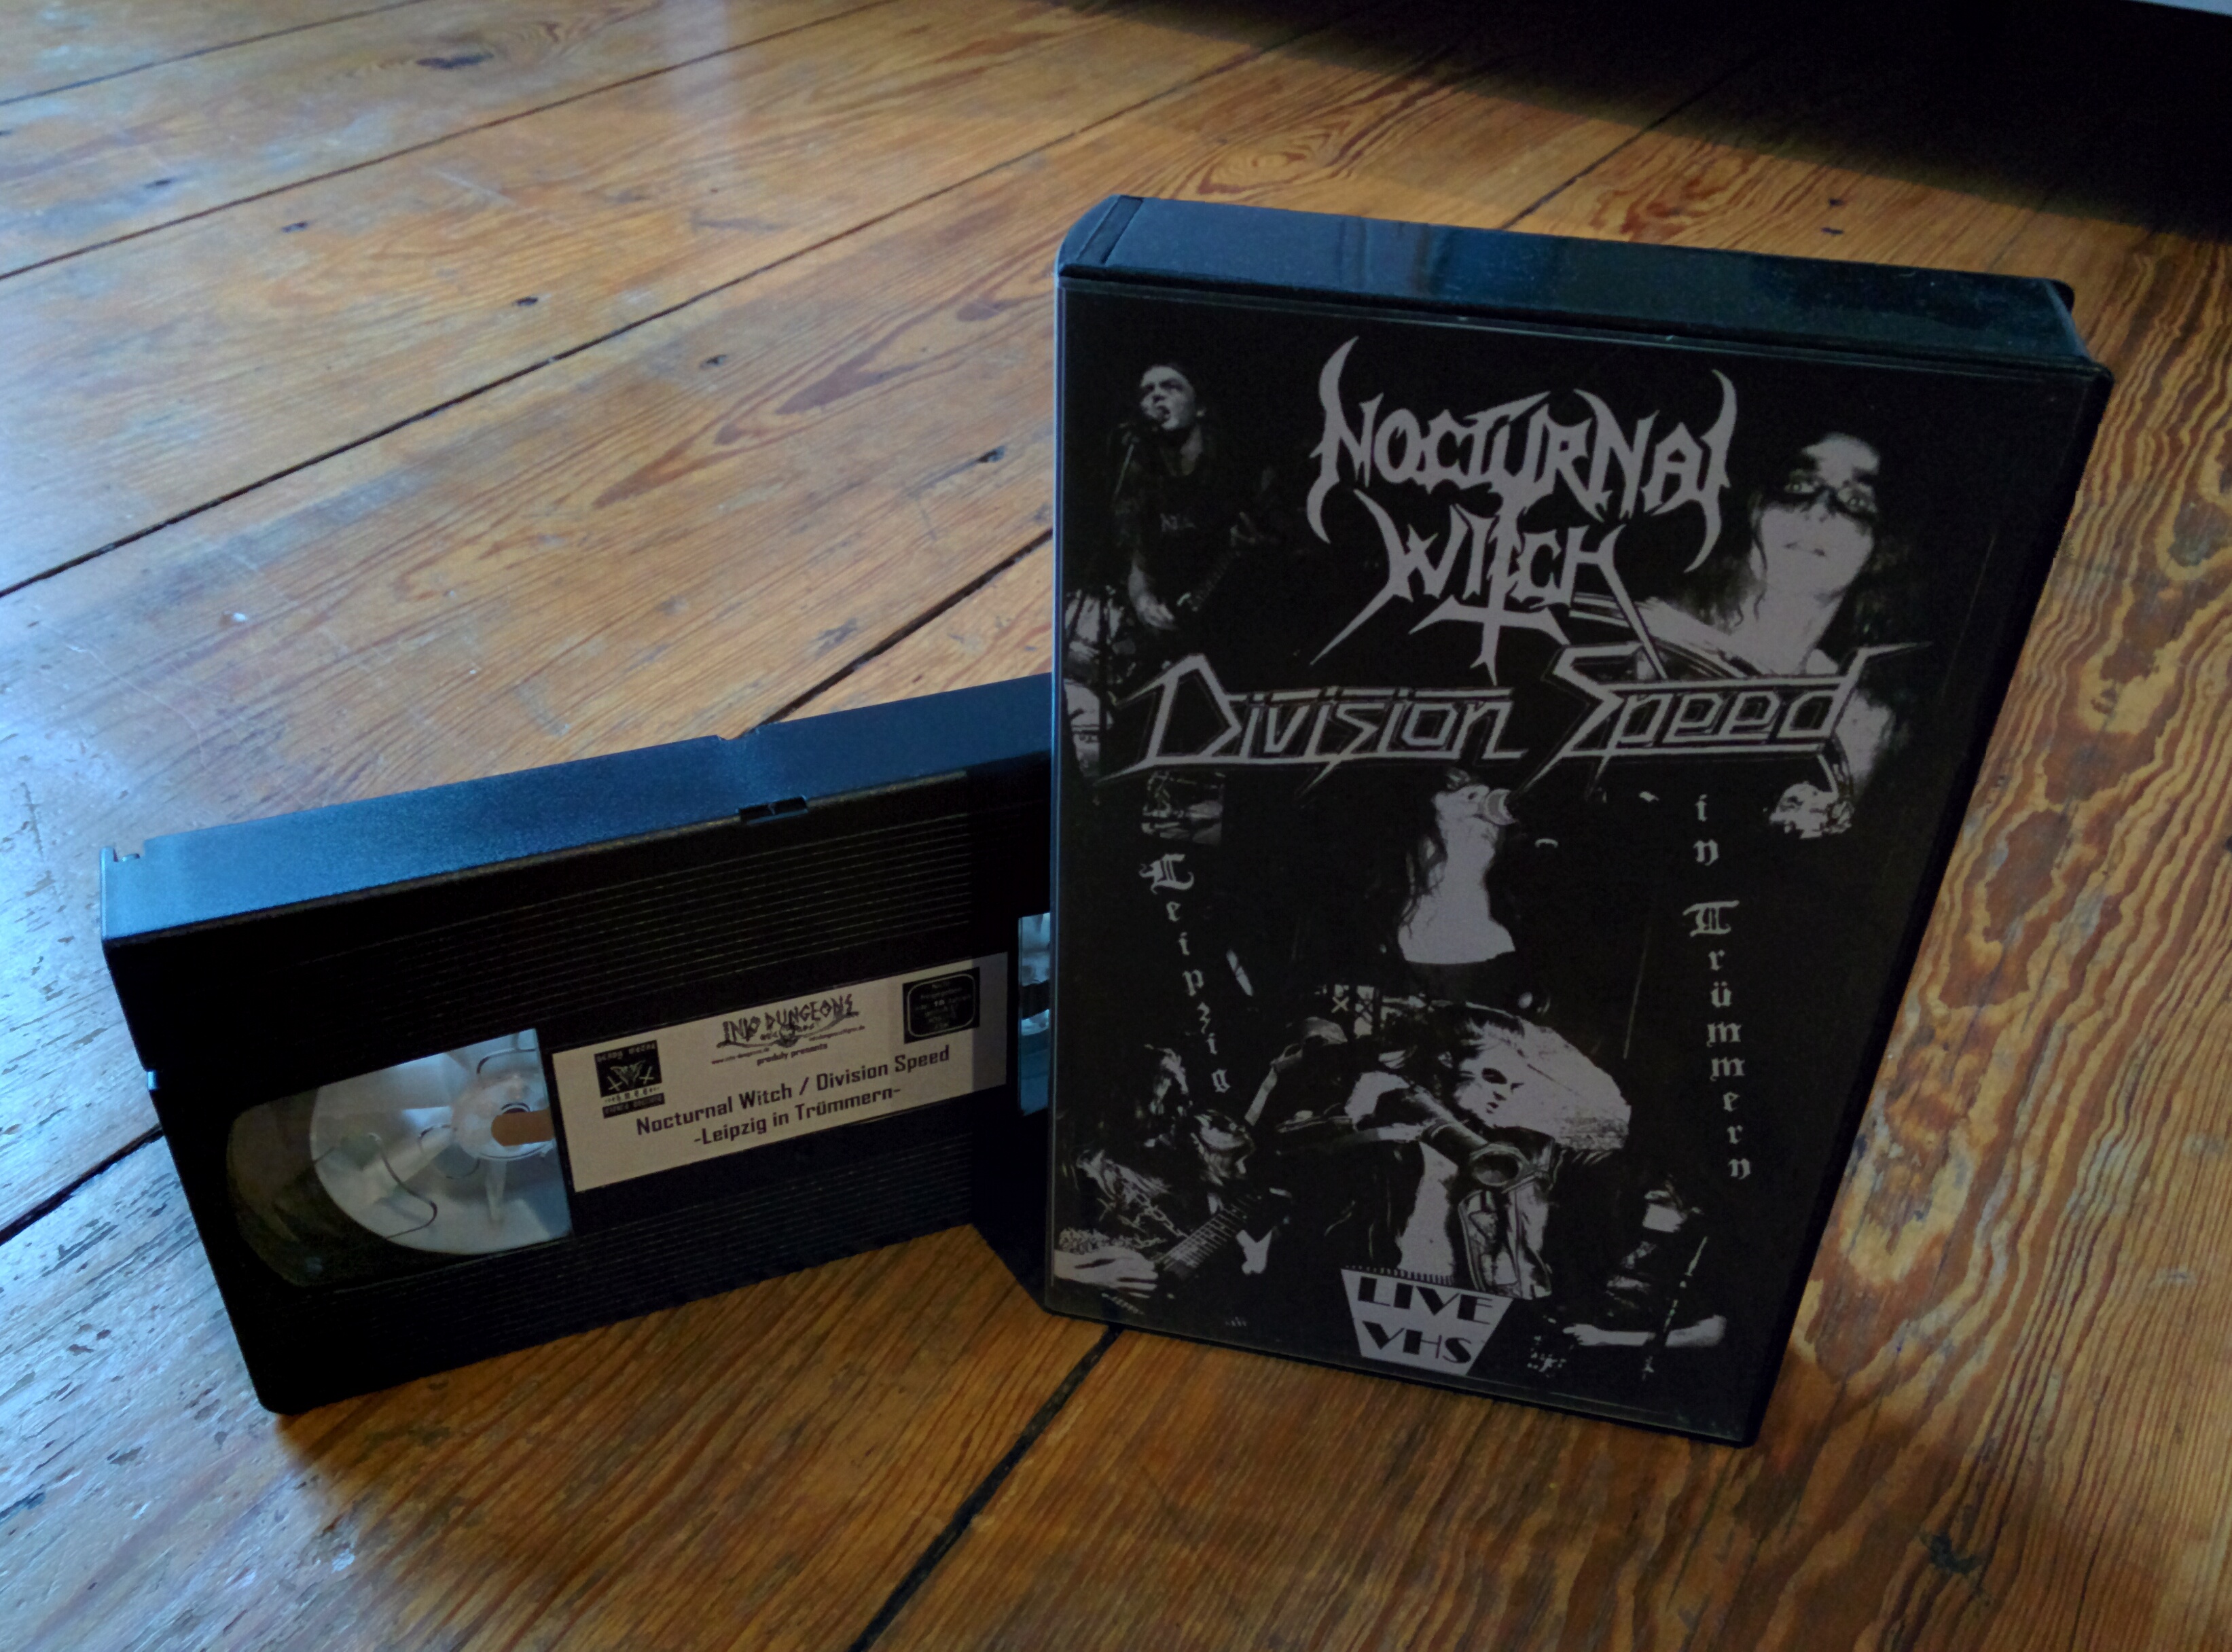 NOCTURNAL
WITCH
Division Speed
Leipzig
in Trümmern
LIVE
VHS
INTO DUNGEONS
RECORDS
proudly presents
Nocturnal Witch / Division Speed
-Leipzig in Trümmern-